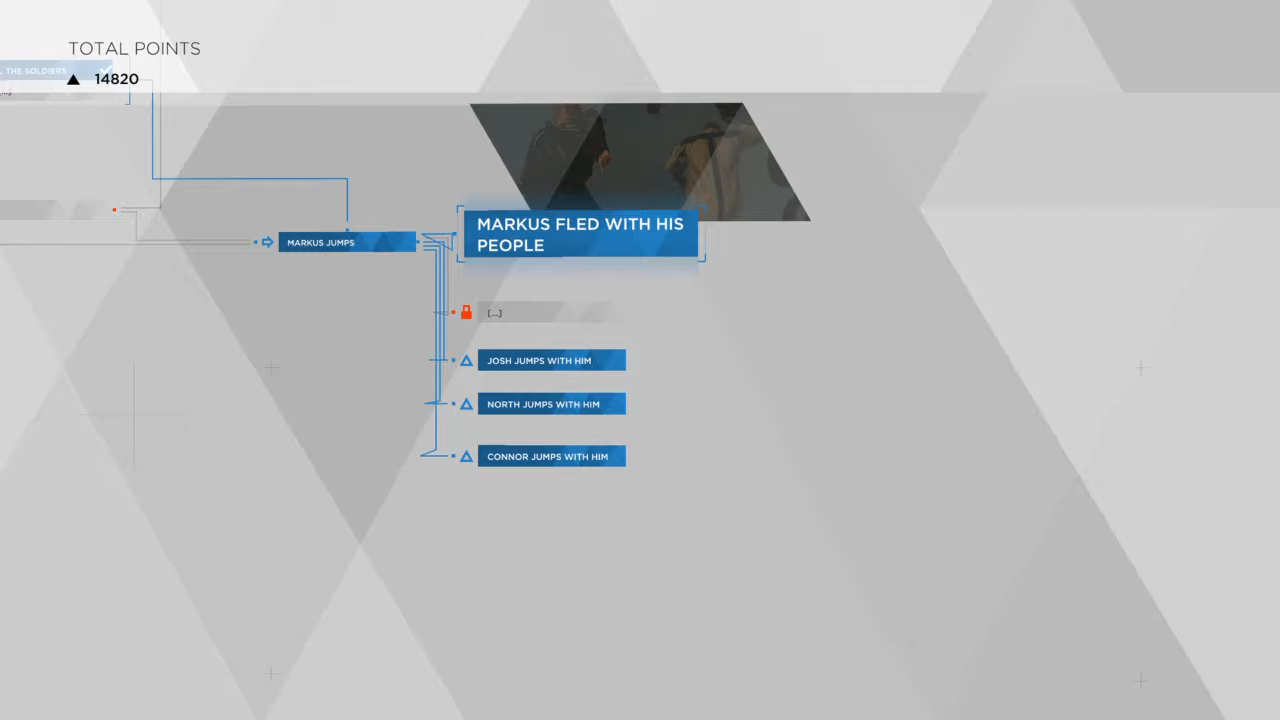 TOTAL POINTS
L THE SOLDIERS
14820
[...]
MARKUS FLED WITH HIS
PEOPLE
MARKUS JUMPS
[...]
JOSH JUMPS WITH HIM
NORTH JUMPS WITH HIM
CONNOR JUMPS WITH HIM